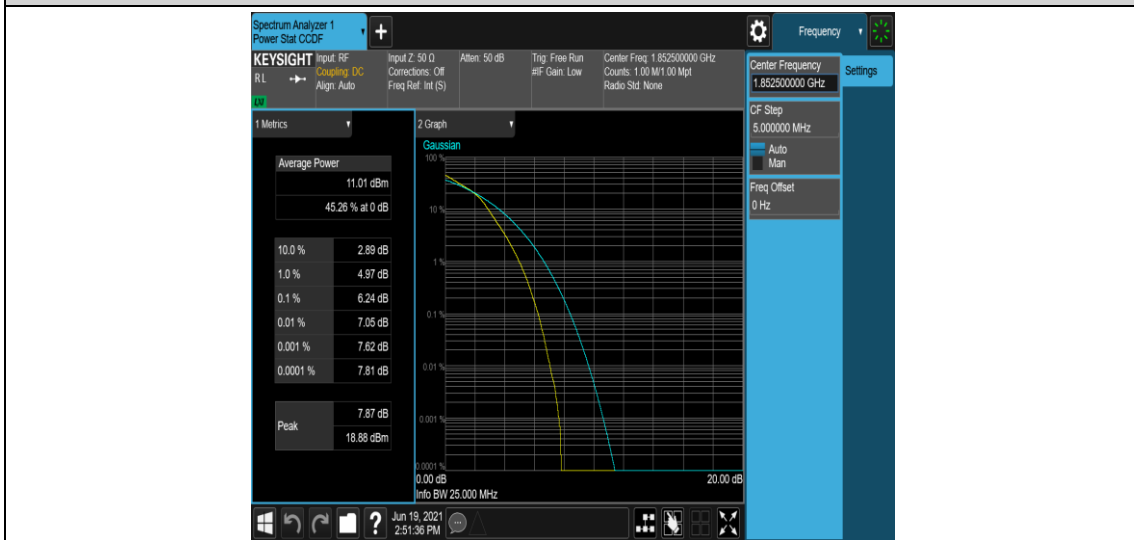 Spectrum Analyzer 1
Power Stat CCDF
+
Frequency
KEYSIGHT
RL
Input: RF
Coupling: DC
Align: Auto
Input Z: 50 Ω
Corrections: Off
Freq Ref: Int (S)
Atten: 50 dB
Trig: Free Run
#IF Gain: Low
Center Freq: 1.852500000 GHz
Counts: 1.00 M/1.00 Mpt
Radio Std: None
Center Frequency
1.852500000 GHz
Settings
CF Step
5.000000 MHz
Auto
Man
Freq Offset
0 Hz
1 Metrics
Average Power
11.01 dBm
45.26 % at 0 dB
10.0 % 2.89 dB
1.0 % 4.97 dB
0.1 % 6.24 dB
0.01 % 7.05 dB
0.001 % 7.62 dB
0.0001 % 7.81 dB
Peak
7.87 dB
18.88 dBm
2 Graph
Gaussian
100 %
10 %
1 %
0.1 %
0.01 %
0.001 %
0.0001 %
0.00 dB
20.00 dB
Info BW 25.000 MHz
?
Jun 19, 2021
2:51:36 PM